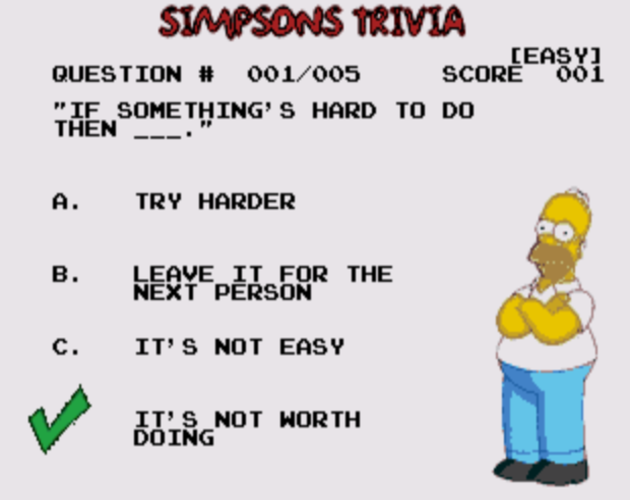 SIMPSONS TRIVIA
[EASY]
QUESTION # 001/005 SCORE 001
"IF SOMETHING'S HARD TO DO
THEN ___."
A. TRY HARDER
B. LEAVE IT FOR THE
NEXT PERSON
C. IT'S NOT EASY
IT'S NOT WORTH
DOING